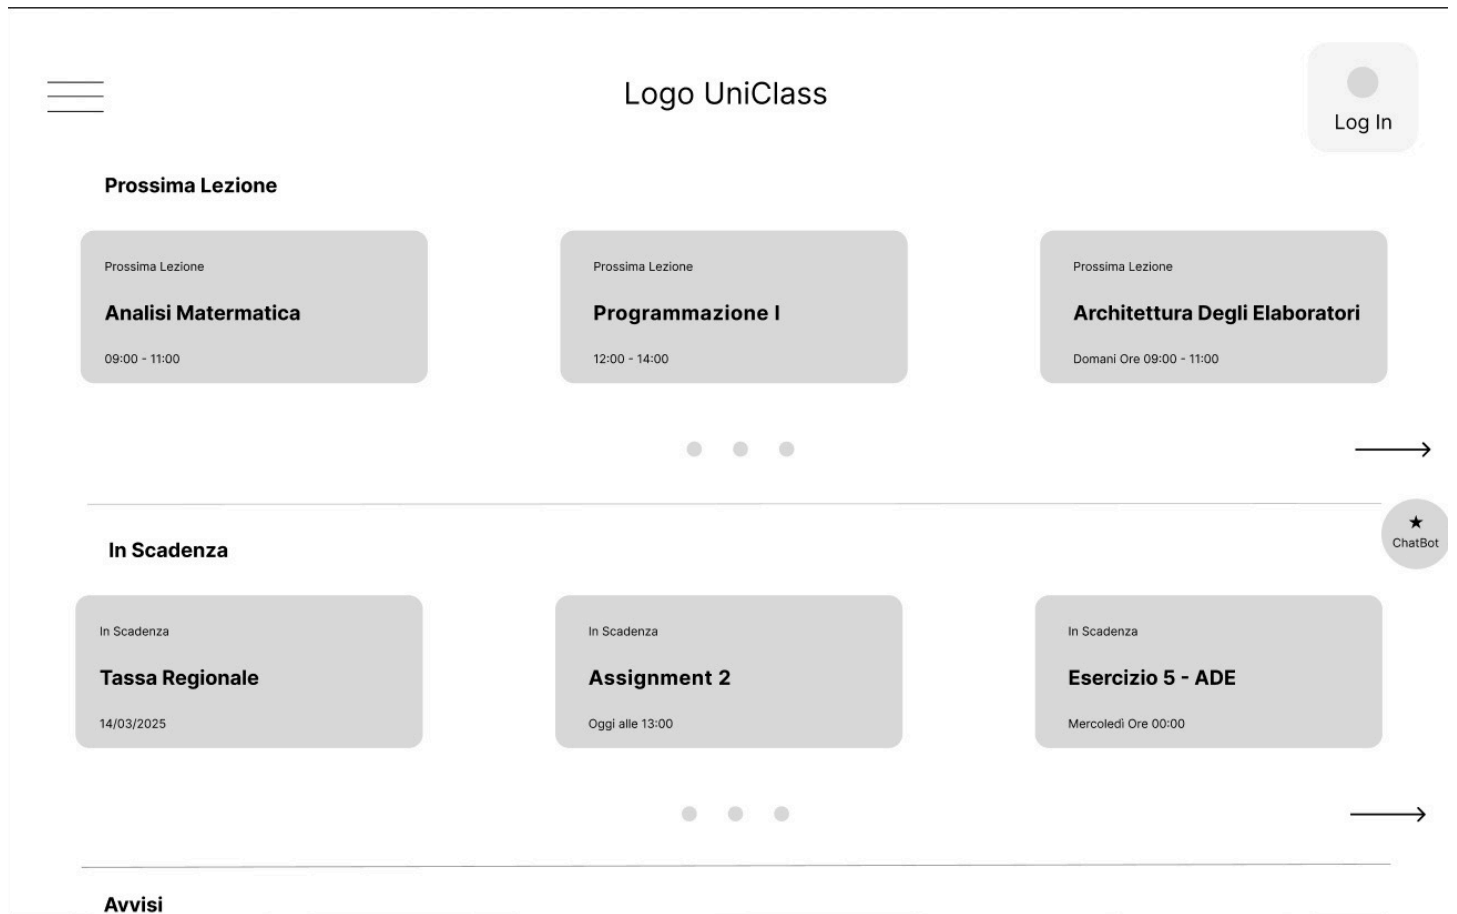 Logo UniClass
Log In
Prossima Lezione
Prossima Lezione
Analisi Matermatica
09:00 - 11:00
Prossima Lezione
Programmazione I
12:00 - 14:00
Prossima Lezione
Architettura Degli Elaboratori
Domani Ore 09:00 - 11:00
ChatBot
In Scadenza
In Scadenza
Tassa Regionale
14/03/2025
In Scadenza
Assignment 2
Oggi alle 13:00
In Scadenza
Esercizio 5 - ADE
Mercoledì Ore 00:00
Avvisi